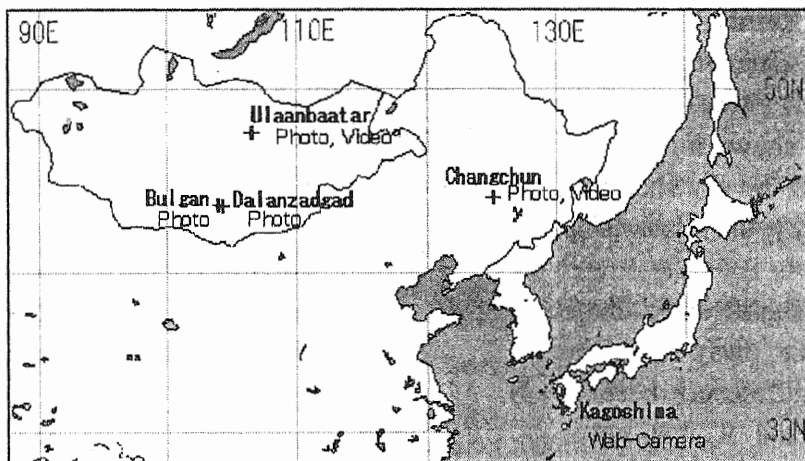 90E 110E 130E
50N
Ulaanbaatar
Photo, Video
Changchun
Photo, Video
Bulgan Dalanzadgad
Photo Photo
Kagoshima
Web-Camera
30N